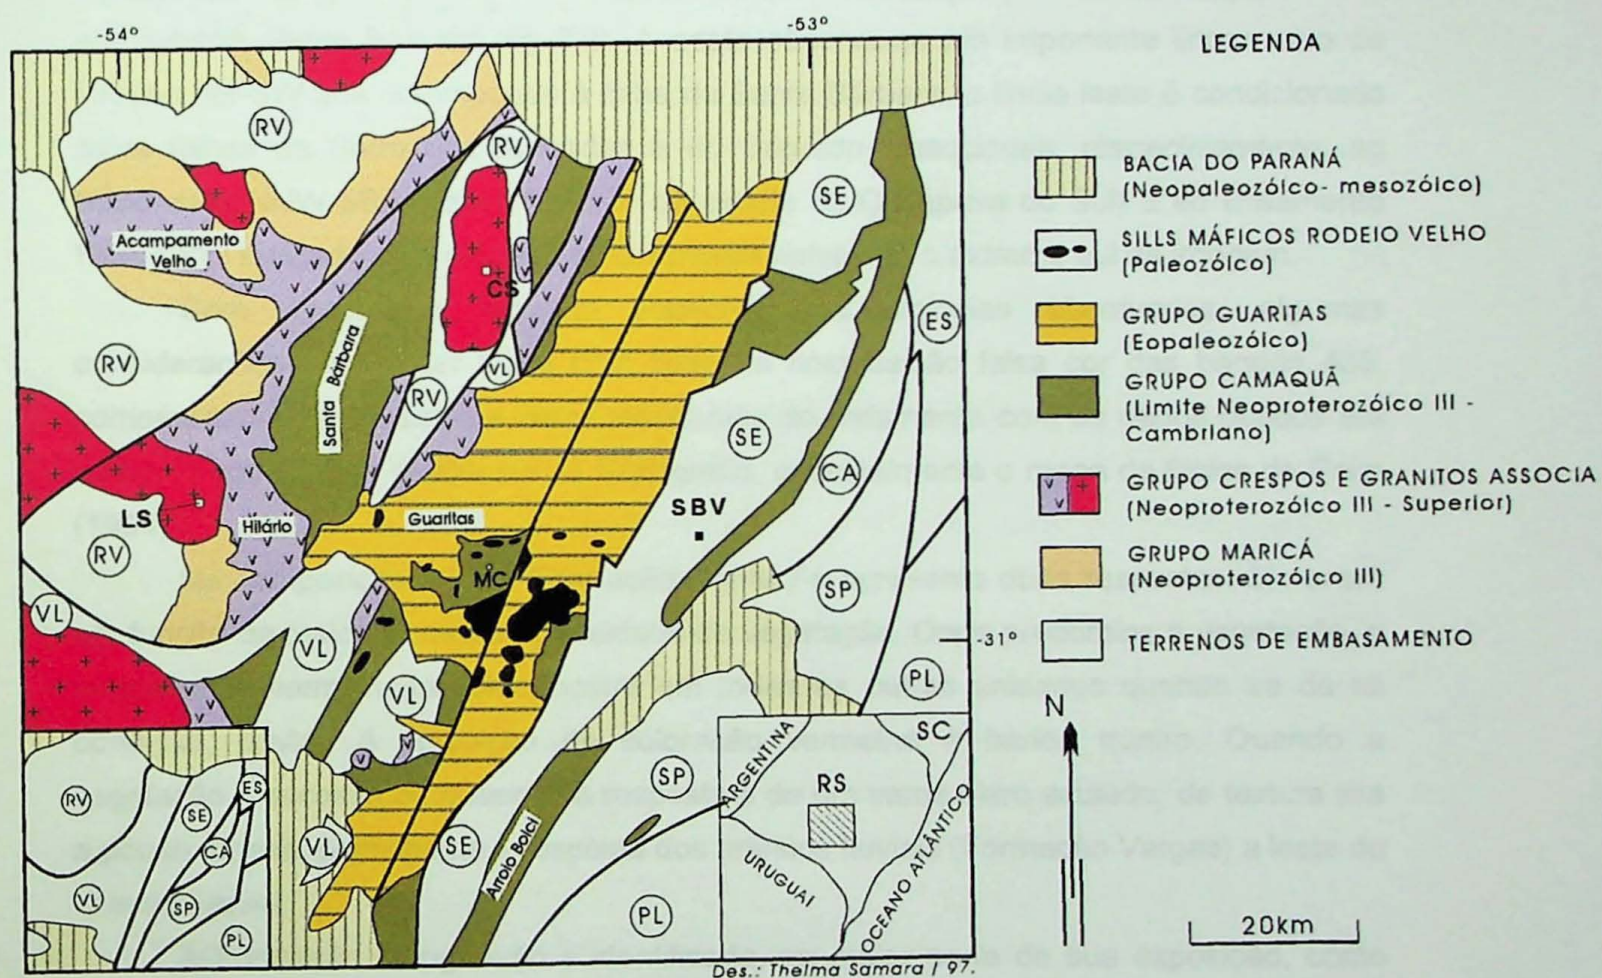 -54°
-53°
LEGENDA
BACIA DO PARANÁ
(Neopaleozóico- mesozóico)
SILLS MÁFICOS RODEIO VELHO
(Paleozóico)
GRUPO GUARITAS
(Eopaleozóico)
GRUPO CAMAQUÃ
(Limite Neoproterozóico III -
Cambriano)
GRUPO CRESPOS E GRANITOS ASSOCIA
(Neoproterozóico III - Superior)
GRUPO MARICÁ
(Neoproterozóico III)
TERRENOS DE EMBASAMENTO
RV
RV
SE
Acampamento
Velho
CS
ES
RV
VL
Santa Bárbara
RV
SE
CA
LS
Hilário
Guaritas
SBV
RV
MC
SP
VL
VL
-31°
VL
PL
N
SC
ARGENTINA
RS
SP
URUGUAI
OCEANO ATLÂNTICO
RV
SE
ES
CA
VL
SP
PL
VL
SE
Arroio Boici
PL
20km
Des.: Thelma Samara / 97.